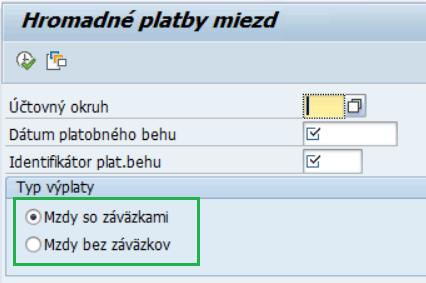 Hromadné platby miezd
Účtovný okruh
Dátum platobného behu
Identifikátor plat.behu
Typ výplaty
Mzdy so záväzkami
Mzdy bez záväzkov